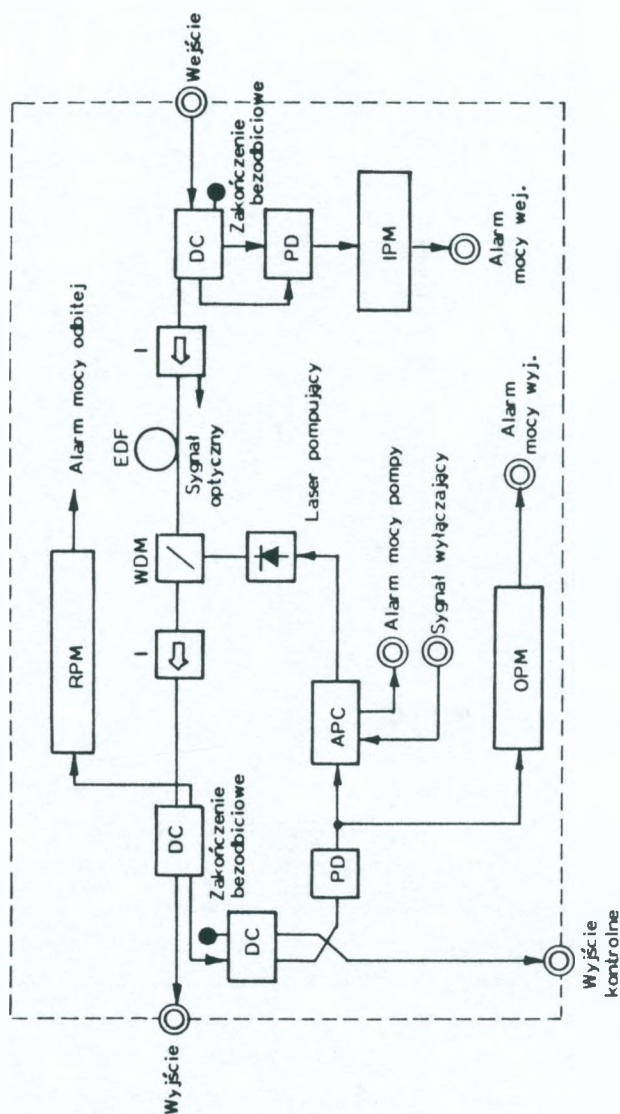 Wejście
DC
Zakończenie
bezodbiciowe
PD
IPM
Alarm
mocy wej.
I
Sygnał
optyczny
EDF
Alarm mocy odbitej
RPM
WDM
Laser pompujący
I
APC
Alarm mocy pompy
Sygnał wyłączający
OPM
Alarm
mocy wyj.
DC
Zakończenie
bezodbiciowe
DC
PD
Wyjście
Wyjście
kontrolne